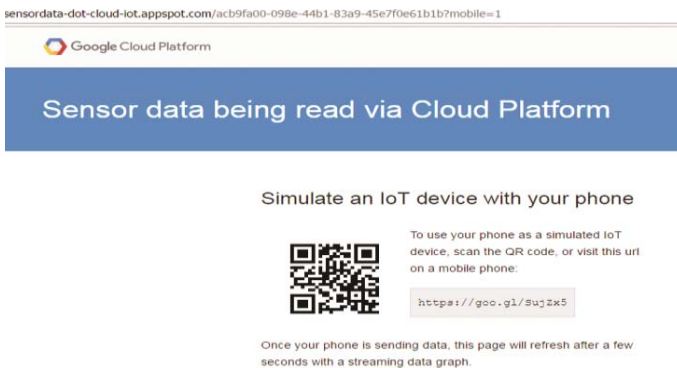 sensordata-dot-cloud-iot.appspot.com/acb9fa00-098e-44b1-83a9-45e7f0e61b1b?mobile=1
Google Cloud Platform
Sensor data being read via Cloud Platform
Simulate an IoT device with your phone
To use your phone as a simulated IoT
device, scan the QR code, or visit this url
on a mobile phone:
https://goo.gl/SujZx5
Once your phone is sending data, this page will refresh after a few
seconds with a streaming data graph.